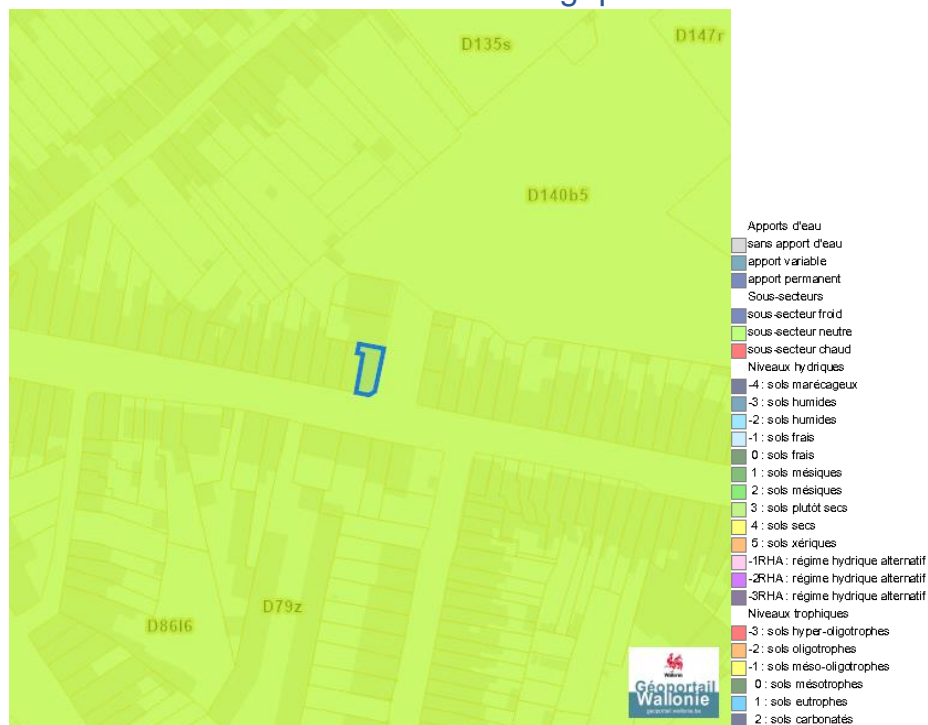 D135s
D147r
D140b5
D79z
D86l6
Wallonie
Géoportail
Wallonie
geoportail.wallonie.be
Apports d'eau
sans apport d'eau
apport variable
apport permanent
Sous-secteurs
sous-secteur froid
sous-secteur neutre
sous-secteur chaud
Niveaux hydriques
-4 : sols marécageux
-3 : sols humides
-2 : sols humides
-1 : sols frais
0 : sols frais
1 : sols mésiques
2 : sols mésiques
3 : sols plutôt secs
4 : sols secs
5 : sols xériques
-1RHA : régime hydrique alternatif
-2RHA : régime hydrique alternatif
-3RHA : régime hydrique alternatif
Niveaux trophiques
-3 : sols hyper-oligotrophes
-2 : sols oligotrophes
-1 : sols méso-oligotrophes
0 : sols mésotrophes
1 : sols eutrophes
2 : sols carbonatés